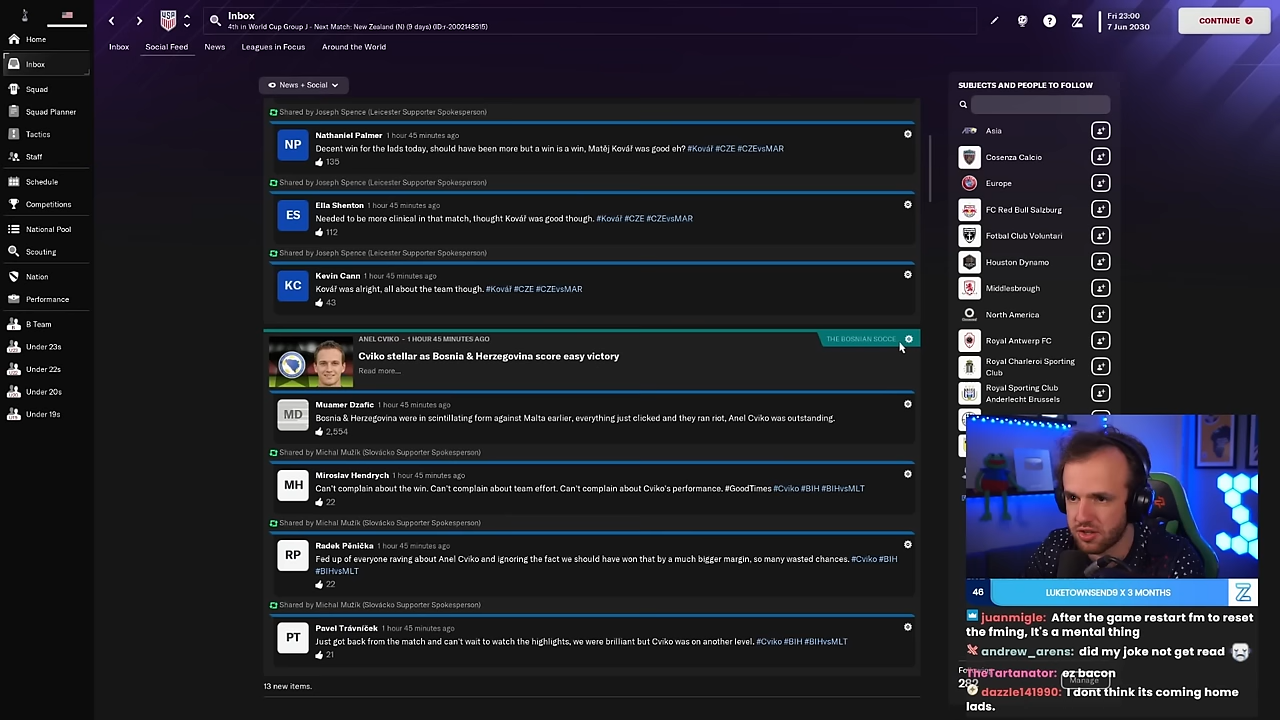 Inbox
4th in World Cup Group J - Next Match: New Zealand (N) (9 days) (ID:r-2002148515)
Fri 23:00
7 Jun 2030
CONTINUE
Home
Inbox
Squad
Squad Planner
Tactics
Staff
Schedule
Competitions
National Pool
Scouting
Nation
Performance
B Team
Under 23s
Under 22s
Under 20s
Under 19s
Inbox
Social Feed
News
Leagues in Focus
Around the World
News + Social
Shared by Joseph Spence (Leicester Supporter Spokesperson)
NP
Nathaniel Palmer 1 hour 45 minutes ago
Decent win for the lads today, should have been more but a win is a win, Matěj Kovář was good eh? #Kovář #CZE #CZEvsMAR
135
Shared by Joseph Spence (Leicester Supporter Spokesperson)
ES
Ella Shenton 1 hour 45 minutes ago
Needed to be more clinical in that match, thought Kovář was good though. #Kovář #CZE #CZEvsMAR
112
Shared by Joseph Spence (Leicester Supporter Spokesperson)
KC
Kevin Cann 1 hour 45 minutes ago
Kovář was alright, all about the team though. #Kovář #CZE #CZEvsMAR
43
ANEL CVIKO - 1 HOUR 45 MINUTES AGO
THE BOSNIAN SOCCE...
Cviko stellar as Bosnia & Herzegovina score easy victory
Read more...
MD
Muamer Dzafic 1 hour 45 minutes ago
Bosnia & Herzegovina were in scintillating form against Malta earlier, everything just clicked and they ran riot, Anel Cviko was outstanding.
2,554
Shared by Michal Mužík (Slovácko Supporter Spokesperson)
MH
Miroslav Hendrych 1 hour 45 minutes ago
Can't complain about the win. Can't complain about team effort. Can't complain about Cviko's performance. #GoodTimes #Cviko #BIH #BIHvsMLT
22
Shared by Michal Mužík (Slovácko Supporter Spokesperson)
RP
Radek Pěnička 1 hour 45 minutes ago
Fed up of everyone raving about Anel Cviko and ignoring the fact we should have won that by a much bigger margin, so many wasted chances. #Cviko #BIH
#BIHvsMLT
22
Shared by Michal Mužík (Slovácko Supporter Spokesperson)
PT
Pavel Trávníček 1 hour 45 minutes ago
Just got back from the match and can't wait to watch the highlights, we were brilliant but Cviko was on another level. #Cviko #BIH #BIHvsMLT
21
13 new items.
SUBJECTS AND PEOPLE TO FOLLOW
Asia
Cosenza Calcio
Europe
FC Red Bull Salzburg
Fotbal Club Voluntari
Houston Dynamo
Middlesbrough
North America
Royal Antwerp FC
Royal Charleroi Sporting
Club
Royal Sporting Club
Anderlecht Brussels
46
LUKETOWNSEND9 X 3 MONTHS
juanmigle: After the game restart fm to reset
the fming, It's a mental thing
andrew_arens: did my joke not get read
TheTartanator: ez bacon
Manage
282
dazzle141990: I dont think its coming home
lads.